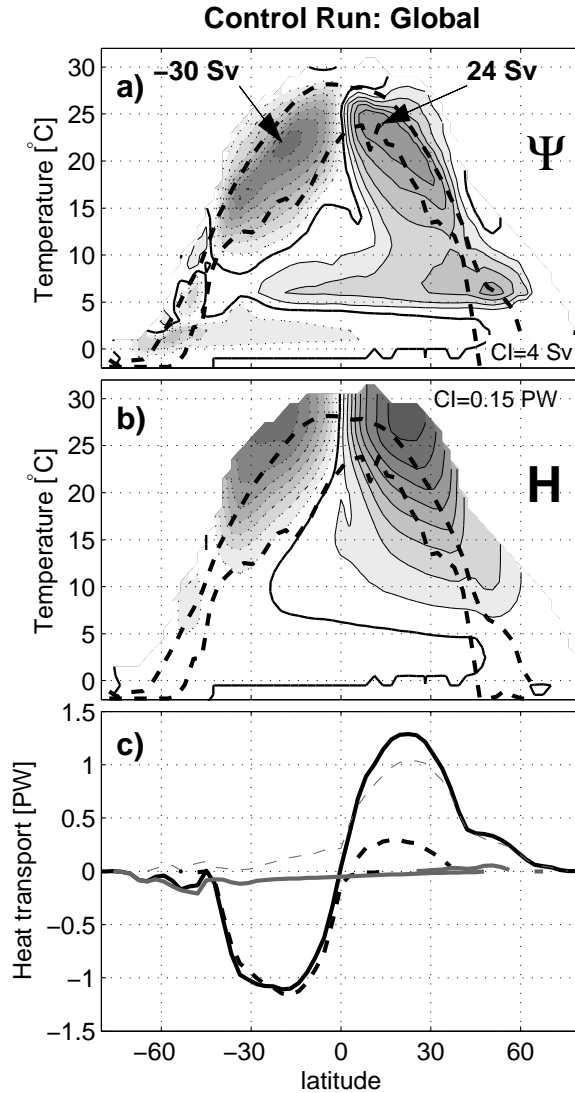 Control Run: Global
a)
−30 Sv
24 Sv
Ψ
Temperature [°C]
30
25
20
15
10
5
0
CI=4 Sv
b)
CI=0.15 PW
H
Temperature [°C]
30
25
20
15
10
5
0
c)
Heat transport [PW]
1.5
1
0.5
0
−0.5
−1
−1.5
−60
−30
0
30
60
latitude